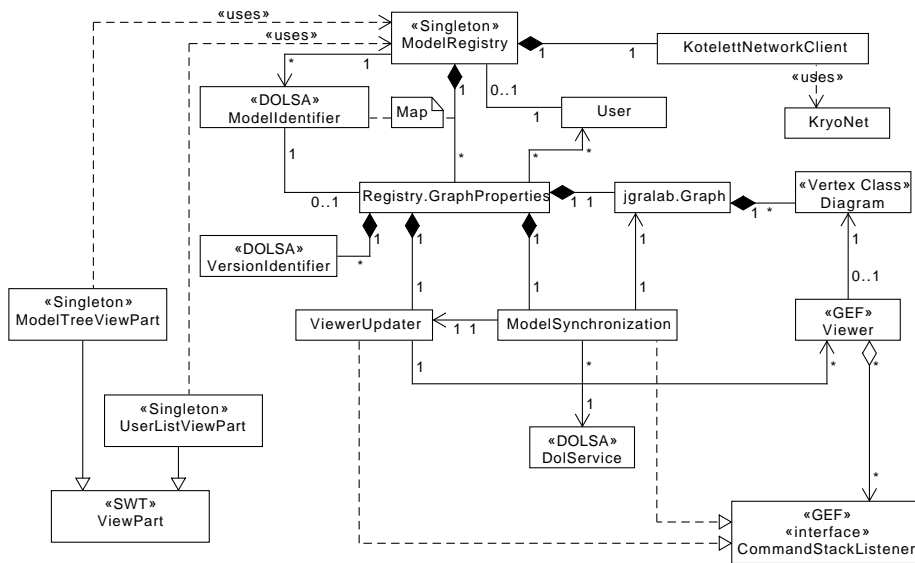 «uses»
«Singleton»
ModelRegistry
1
1
KotelettNetworkClient
«uses»
*
1
1
0..1
«uses»
«DOLSA»
ModelIdentifier
Map
1
User
KryoNet
1
*
*
*
0..1
Registry.GraphProperties
1 1
jgralab.Graph
1 *
«Vertex Class»
Diagram
1
1
1
1
1
«DOLSA»
VersionIdentifier
*
0..1
1
1
1
«Singleton»
ModelTreeViewPart
ViewerUpdater
1 1
ModelSynchronization
«GEF»
Viewer
1
*
*
*
«Singleton»
UserListViewPart
1
«DOLSA»
DolService
*
«SWT»
ViewPart
«GEF»
«interface»
CommandStackListener